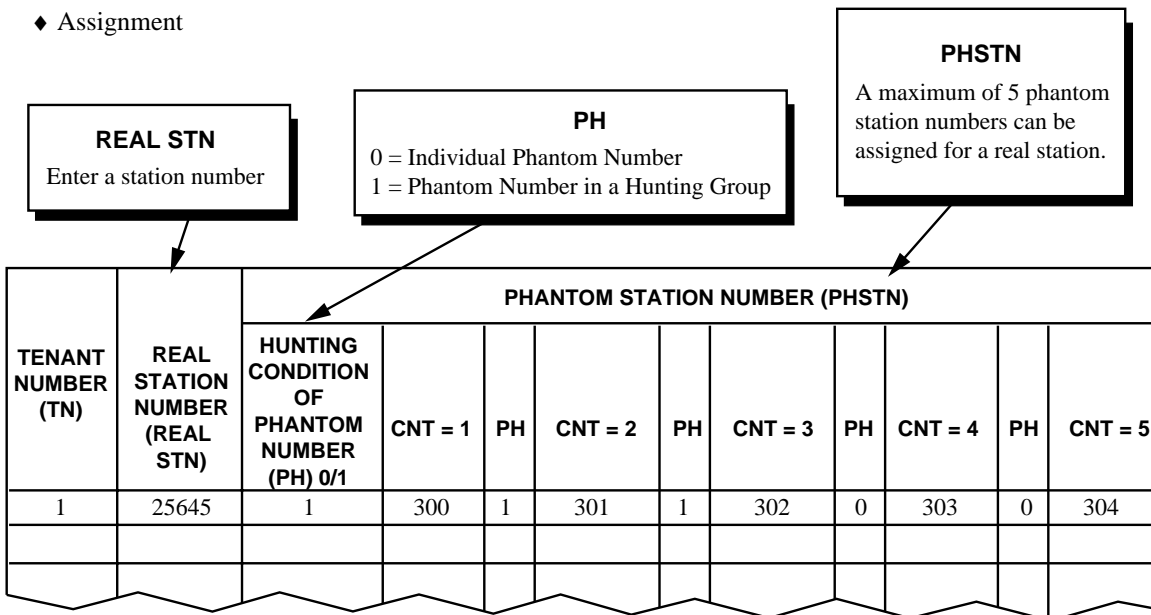 ♦ Assignment
PHSTN
A maximum of 5 phantom
station numbers can be
assigned for a real station.
REAL STN
Enter a station number
PH
0 = Individual Phantom Number
1 = Phantom Number in a Hunting Group
PHANTOM STATION NUMBER (PHSTN)
TENANT
NUMBER
(TN)
REAL
STATION
NUMBER
(REAL
STN)
HUNTING
CONDITION
OF
PHANTOM
NUMBER
(PH) 0/1
CNT = 1 PH CNT = 2 PH CNT = 3 PH CNT = 4 PH CNT = 5
1 25645 1 300 1 301 1 302 0 303 0 304